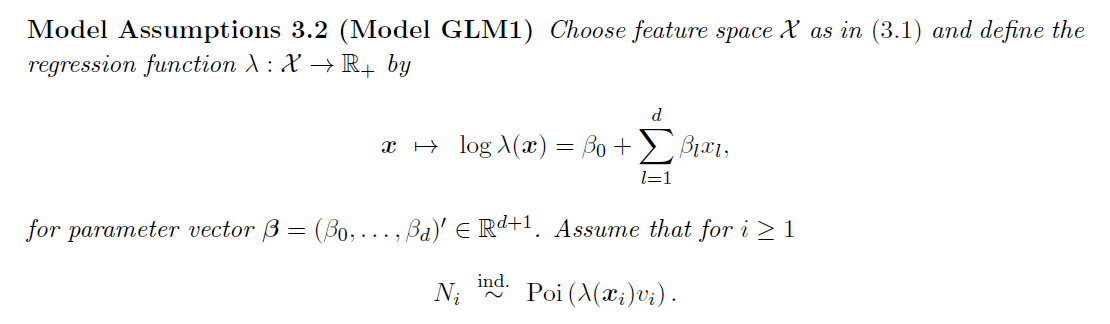 Model Assumptions 3.2 (Model GLM1) Choose feature space 𝒳 as in (3.1) and define the
regression function λ : 𝒳 → ℝ₊ by
x ↦ log λ(x) = β₀ + ∑_{l=1}^{d} β_l x_l,
for parameter vector β = (β₀, . . . , β_d)′ ∈ ℝ^{d+1}. Assume that for i ≥ 1
N_i ind. ∼ Poi (λ(x_i)v_i) .